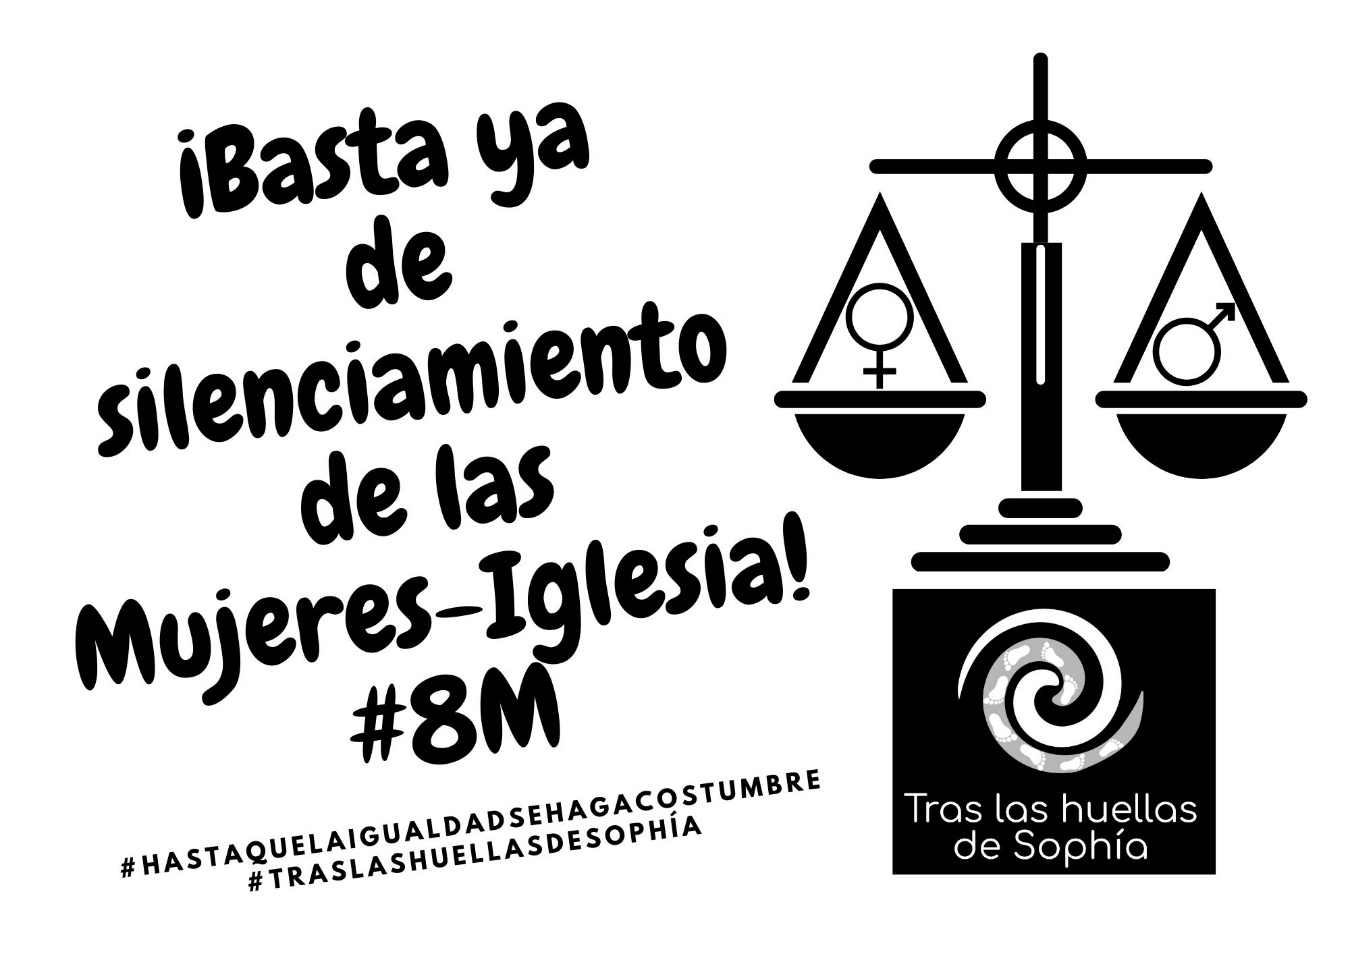 ¡Basta ya
de
silenciamiento
de las
Mujeres-Iglesia!
#8M
#HASTAQUELAIGUALDADSEHAGACOSTUMBRE
#TRASLASHUELLASDESOPHÍA
Tras las huellas
de Sophía